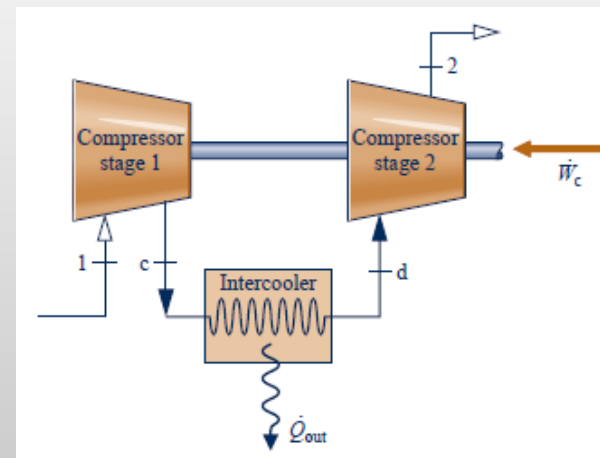 2
Compressor
stage 1
Compressor
stage 2
Ẇc
1
c
d
Intercooler
Q̇out